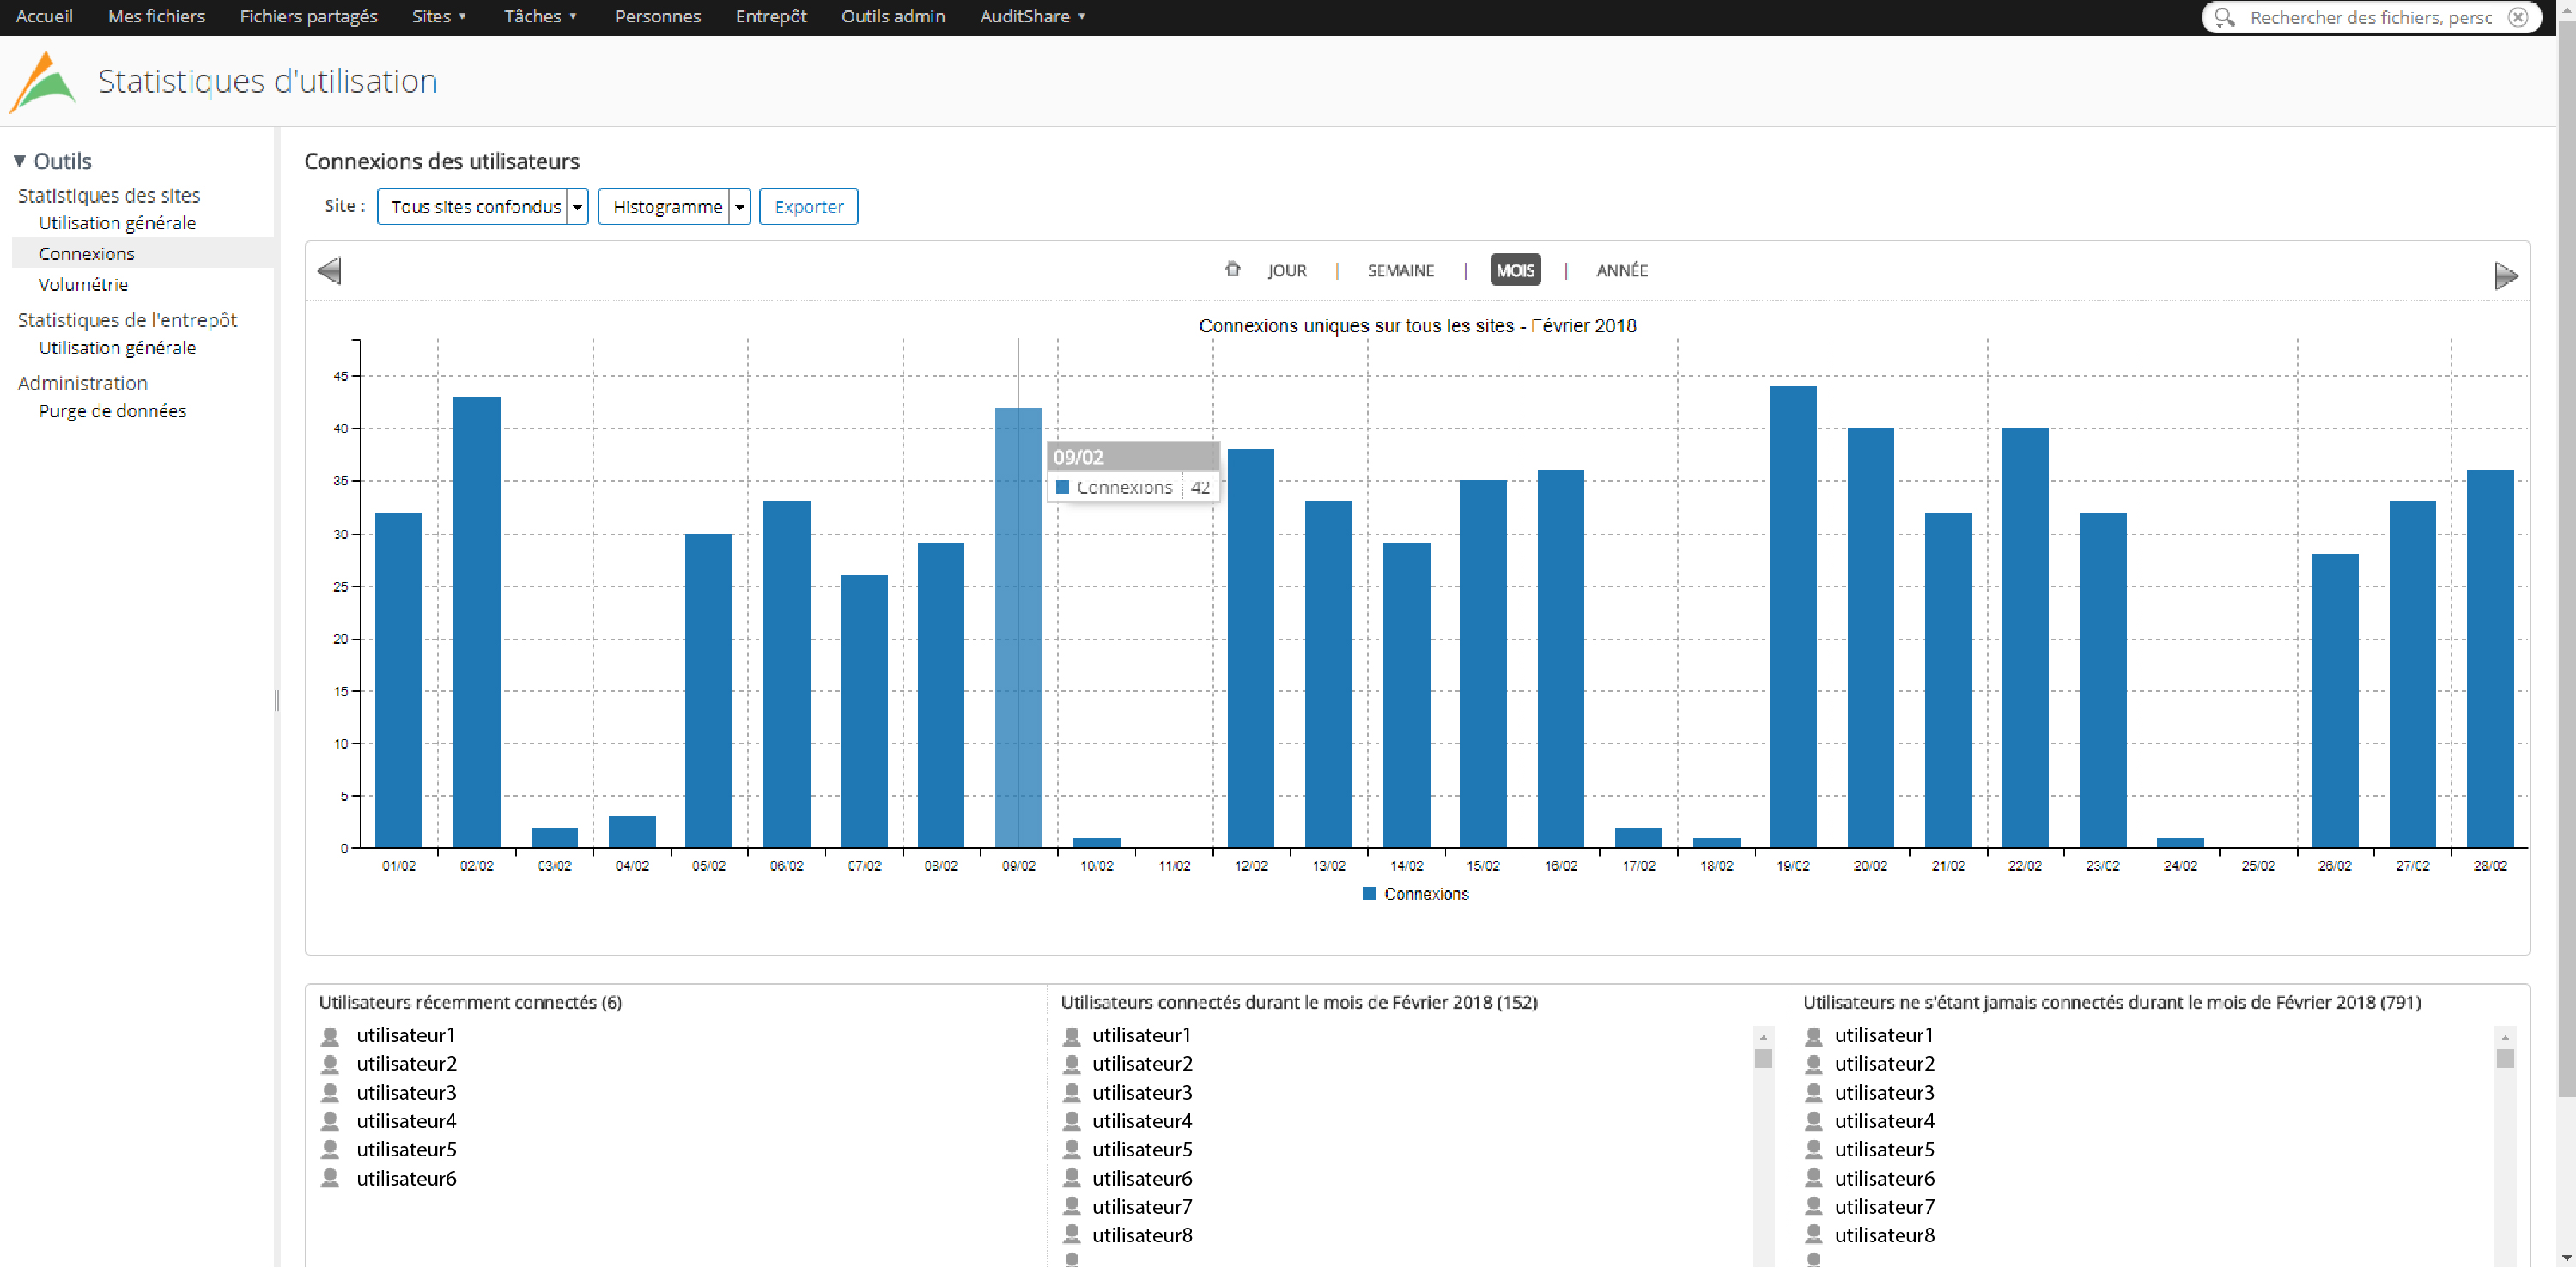 Accueil Mes fichiers Fichiers partagés Sites ▼ Tâches ▼ Personnes Entrepôt Outils admin AuditShare ▼ Rechercher des fichiers, persc
Statistiques d'utilisation
▼ Outils
Statistiques des sites
Utilisation générale
Connexions
Volumétrie
Statistiques de l'entrepôt
Utilisation générale
Administration
Purge de données
Connexions des utilisateurs
Site : Tous sites confondus Histogramme Exporter
JOUR | SEMAINE | MOIS | ANNÉE
Connexions uniques sur tous les sites - Février 2018
45
40
35
30
25
20
15
10
5
0
09/02
Connexions 42
01/02 02/02 03/02 04/02 05/02 06/02 07/02 08/02 09/02 10/02 11/02 12/02 13/02 14/02 15/02 16/02 17/02 18/02 19/02 20/02 21/02 22/02 23/02 24/02 25/02 26/02 27/02 28/02
Connexions
Utilisateurs récemment connectés (6)
utilisateur1
utilisateur2
utilisateur3
utilisateur4
utilisateur5
utilisateur6
Utilisateurs connectés durant le mois de Février 2018 (152)
utilisateur1
utilisateur2
utilisateur3
utilisateur4
utilisateur5
utilisateur6
utilisateur7
utilisateur8
Utilisateurs ne s'étant jamais connectés durant le mois de Février 2018 (791)
utilisateur1
utilisateur2
utilisateur3
utilisateur4
utilisateur5
utilisateur6
utilisateur7
utilisateur8